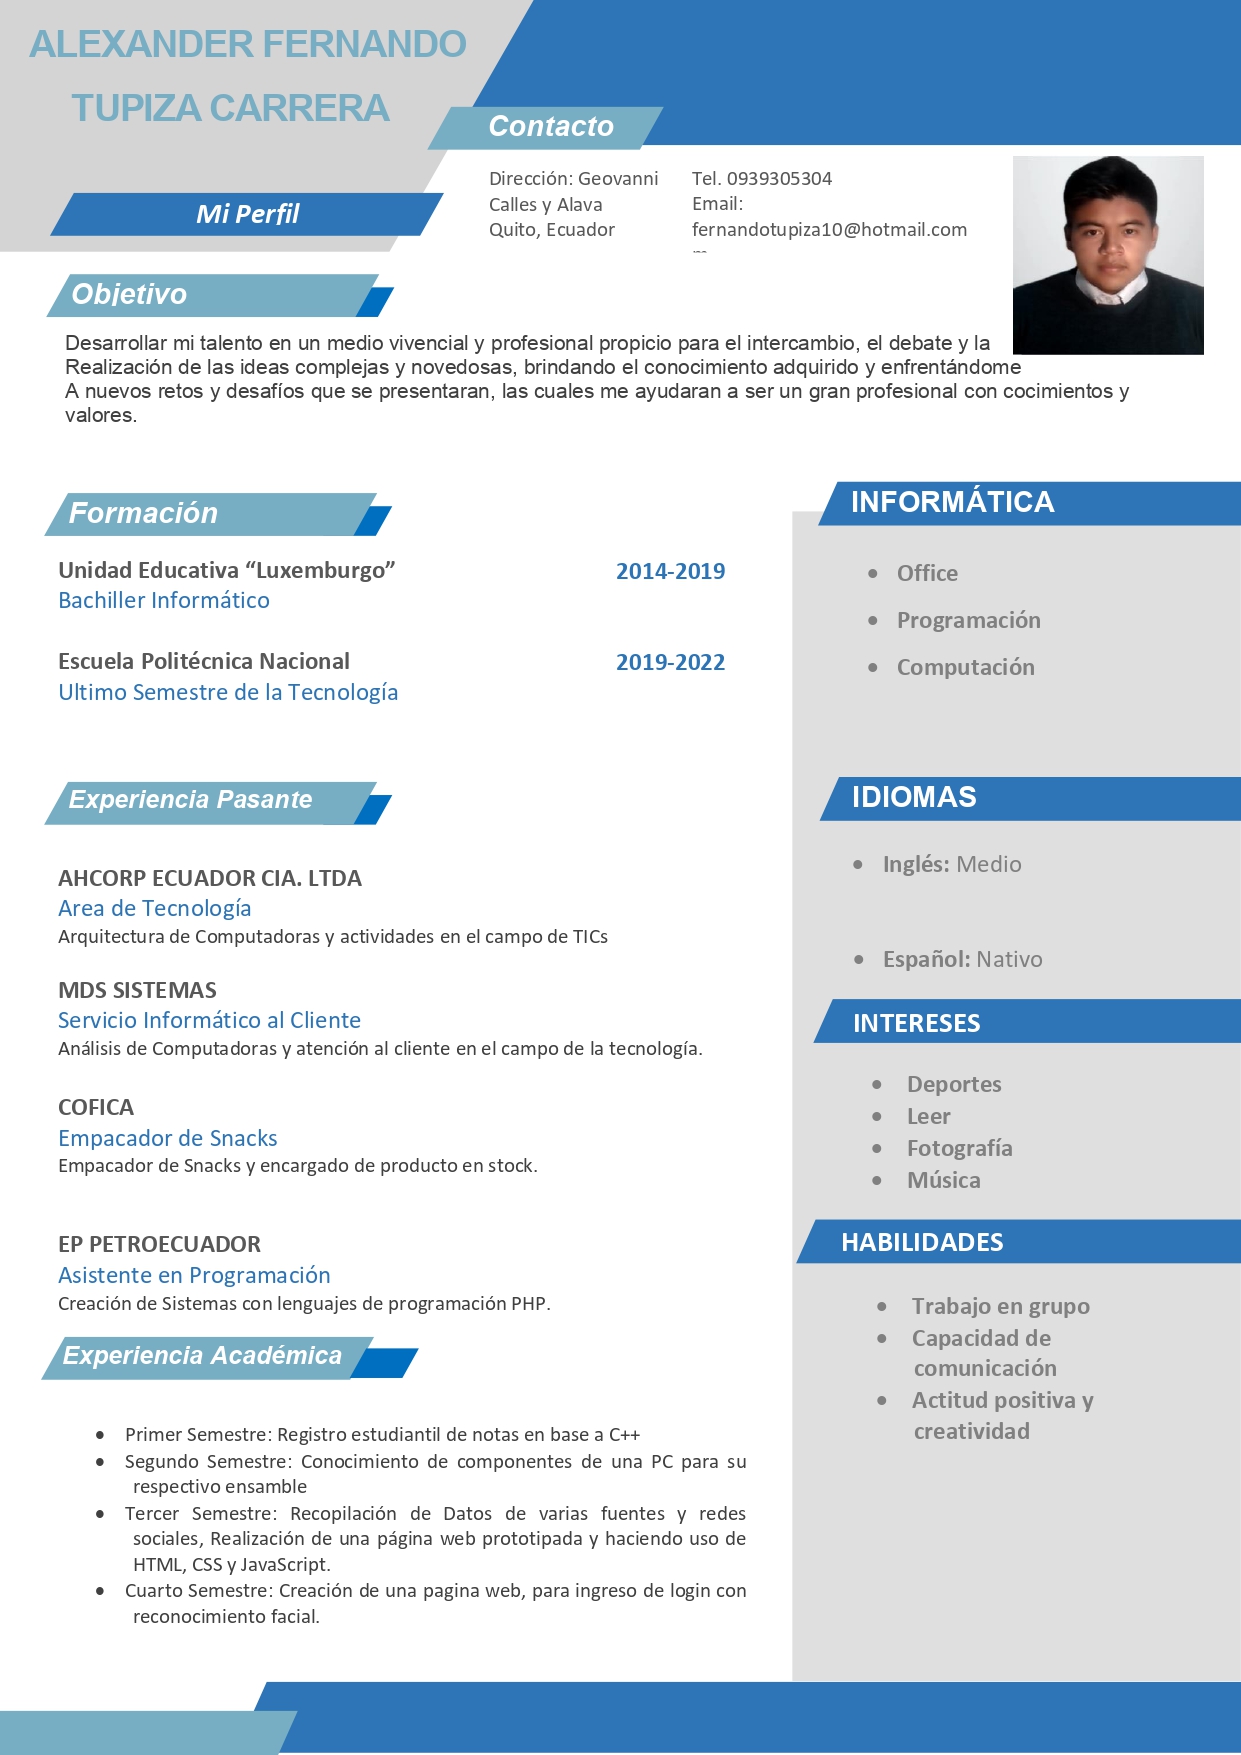 ALEXANDER FERNANDO
TUPIZA CARRERA
Contacto
Dirección: Geovanni
Calles y Alava
Quito, Ecuador
Tel. 0939305304
Email:
fernandotupiza10@hotmail.com
Mi Perfil
Objetivo
Desarrollar mi talento en un medio vivencial y profesional propicio para el intercambio, el debate y la
Realización de las ideas complejas y novedosas, brindando el conocimiento adquirido y enfrentándome
A nuevos retos y desafíos que se presentaran, las cuales me ayudaran a ser un gran profesional con cocimientos y
valores.
Formación
Unidad Educativa “Luxemburgo” 2014-2019
Bachiller Informático
Escuela Politécnica Nacional 2019-2022
Ultimo Semestre de la Tecnología
Experiencia Pasante
AHCORP ECUADOR CIA. LTDA
Area de Tecnología
Arquitectura de Computadoras y actividades en el campo de TICs
MDS SISTEMAS
Servicio Informático al Cliente
Análisis de Computadoras y atención al cliente en el campo de la tecnología.
COFICA
Empacador de Snacks
Empacador de Snacks y encargado de producto en stock.
EP PETROECUADOR
Asistente en Programación
Creación de Sistemas con lenguajes de programación PHP.
Experiencia Académica
• Primer Semestre: Registro estudiantil de notas en base a C++
• Segundo Semestre: Conocimiento de componentes de una PC para su
respectivo ensamble
• Tercer Semestre: Recopilación de Datos de varias fuentes y redes
sociales, Realización de una página web prototipada y haciendo uso de
HTML, CSS y JavaScript.
• Cuarto Semestre: Creación de una pagina web, para ingreso de login con
reconocimiento facial.
INFORMÁTICA
• Office
• Programación
• Computación
IDIOMAS
• Inglés: Medio
• Español: Nativo
INTERESES
• Deportes
• Leer
• Fotografía
• Música
HABILIDADES
• Trabajo en grupo
• Capacidad de
comunicación
• Actitud positiva y
creatividad